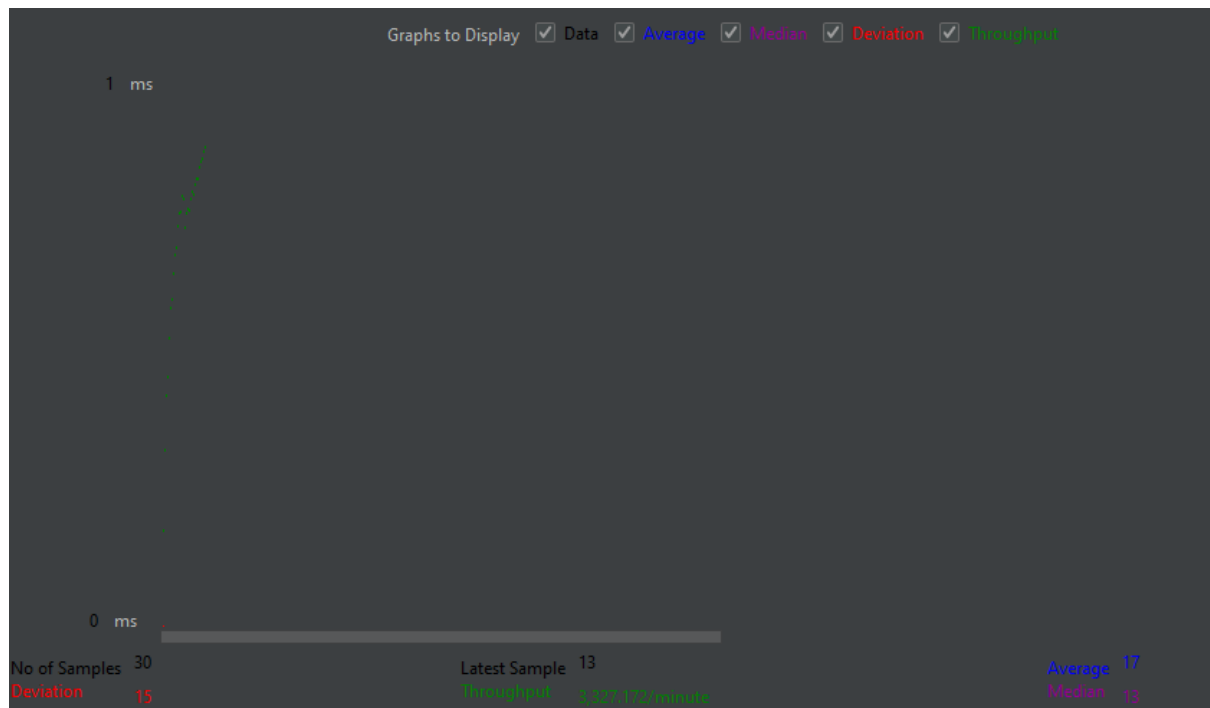 Graphs to Display Data Average Median Deviation Throughput
1 ms
0 ms
No of Samples 30 Latest Sample 13 Average 17
Deviation 15 Throughput 3,327.172/minute Median 13